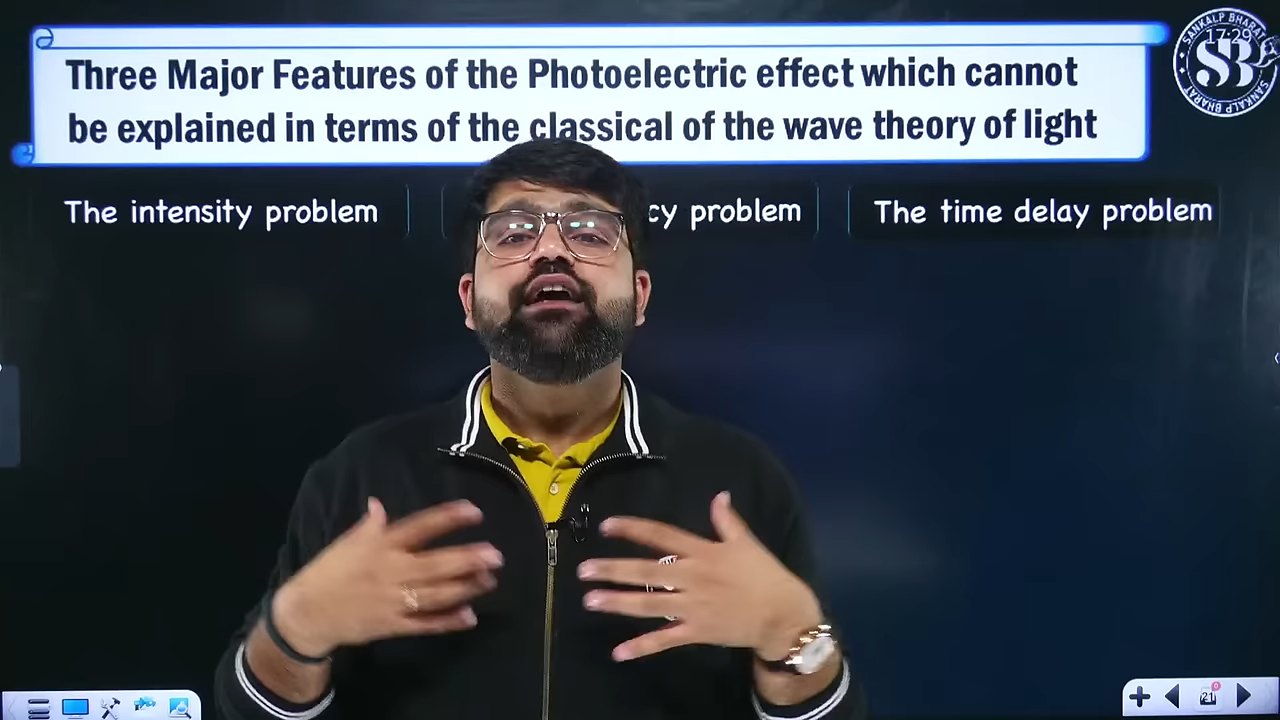 Three Major Features of the Photoelectric effect which cannot
be explained in terms of the classical of the wave theory of light
The intensity problem
problem
The time delay problem
SANKALP BHARAT
17:29
SB
SANKALP BHARAT
21